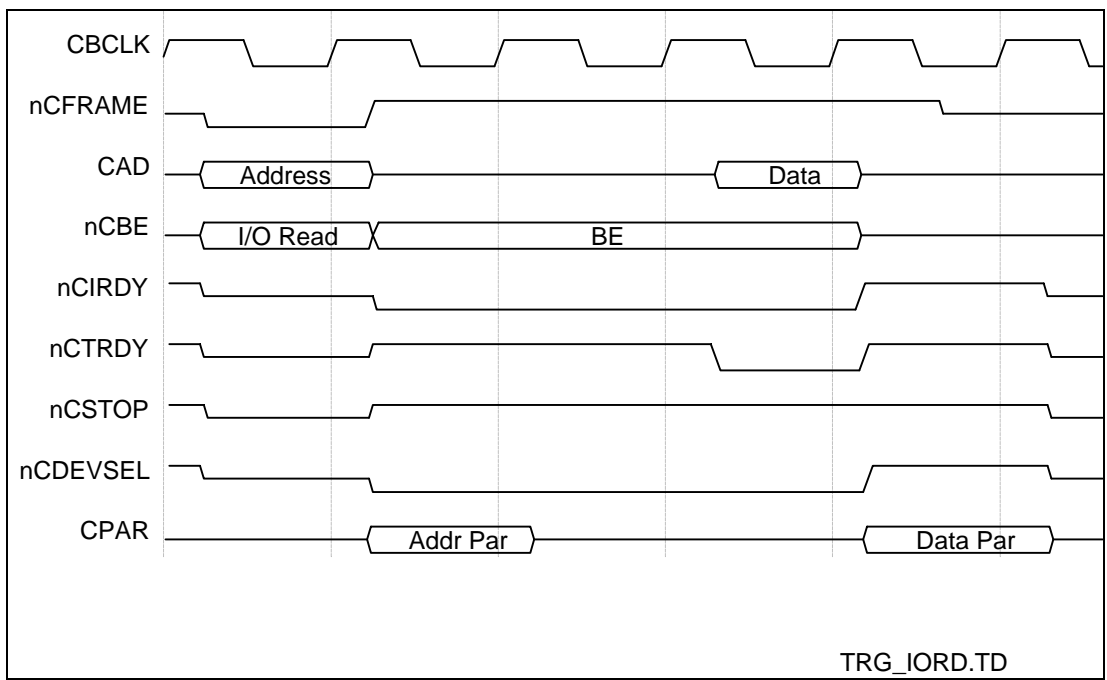 CBCLK
nCFRAME
CAD Address Data
nCBE I/O Read BE
nCIRDY
nCTRDY
nCSTOP
nCDEVSEL
CPAR Addr Par Data Par
TRG_IORD.TD